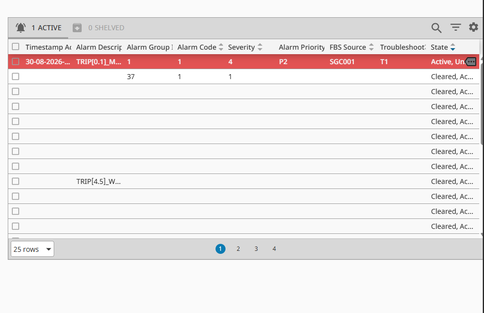 1 ACTIVE 0 SHELVED
Timestamp Ac Alarm Descrip Alarm Group Alarm Code Severity Alarm Priority FBS Source Troubleshoot State
30-08-2026-... TRIP[0.1]_M... 1 1 4 P2 SGC001 T1 Active, Un
37 1 1 Cleared, Ac...
Cleared, Ac...
Cleared, Ac...
Cleared, Ac...
Cleared, Ac...
Cleared, Ac...
Cleared, Ac...
TRIP[4.5]_W... Cleared, Ac...
Cleared, Ac...
Cleared, Ac...
Cleared, Ac...
25 rows 1 2 3 4